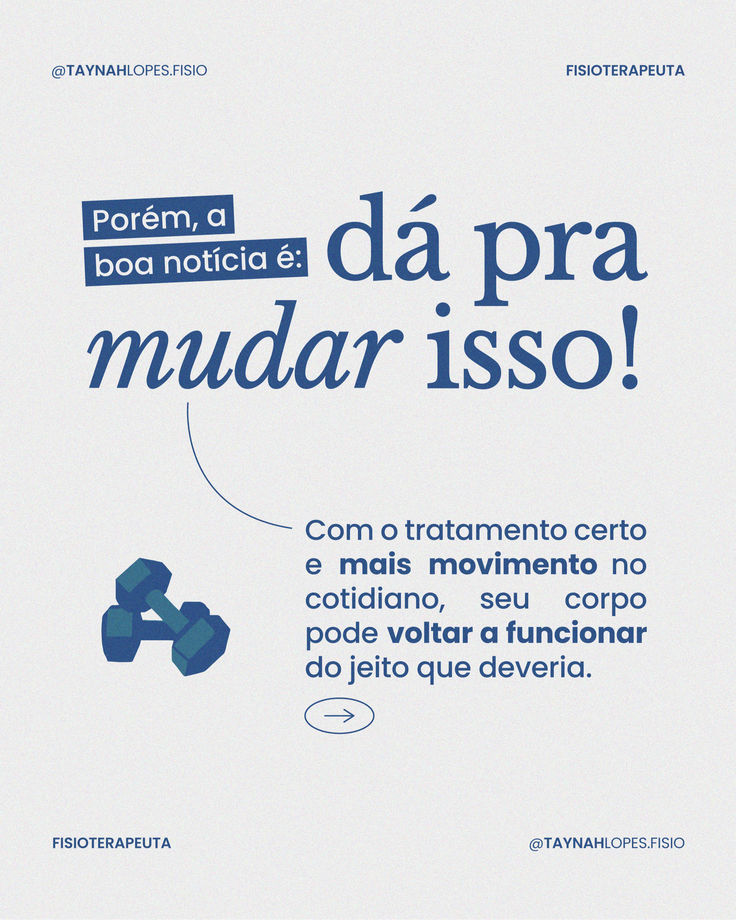 @TAYNAHLOPES.FISIO
FISIOTERAPEUTA
Porém, a
boa notícia é:
dá pra
mudar isso!
Com o tratamento certo
e mais movimento no
cotidiano, seu corpo
pode voltar a funcionar
do jeito que deveria.
FISIOTERAPEUTA
@TAYNAHLOPES.FISIO